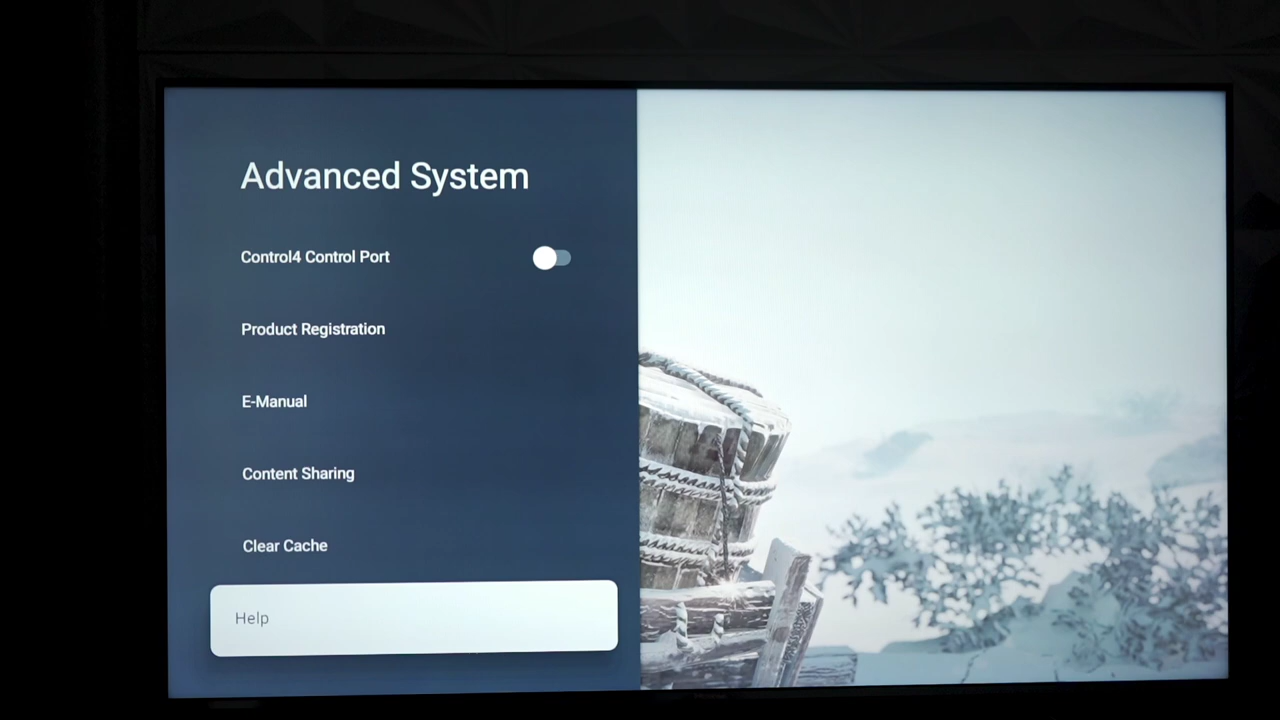 Advanced System
Control4 Control Port
Product Registration
E-Manual
Content Sharing
Clear Cache
Help